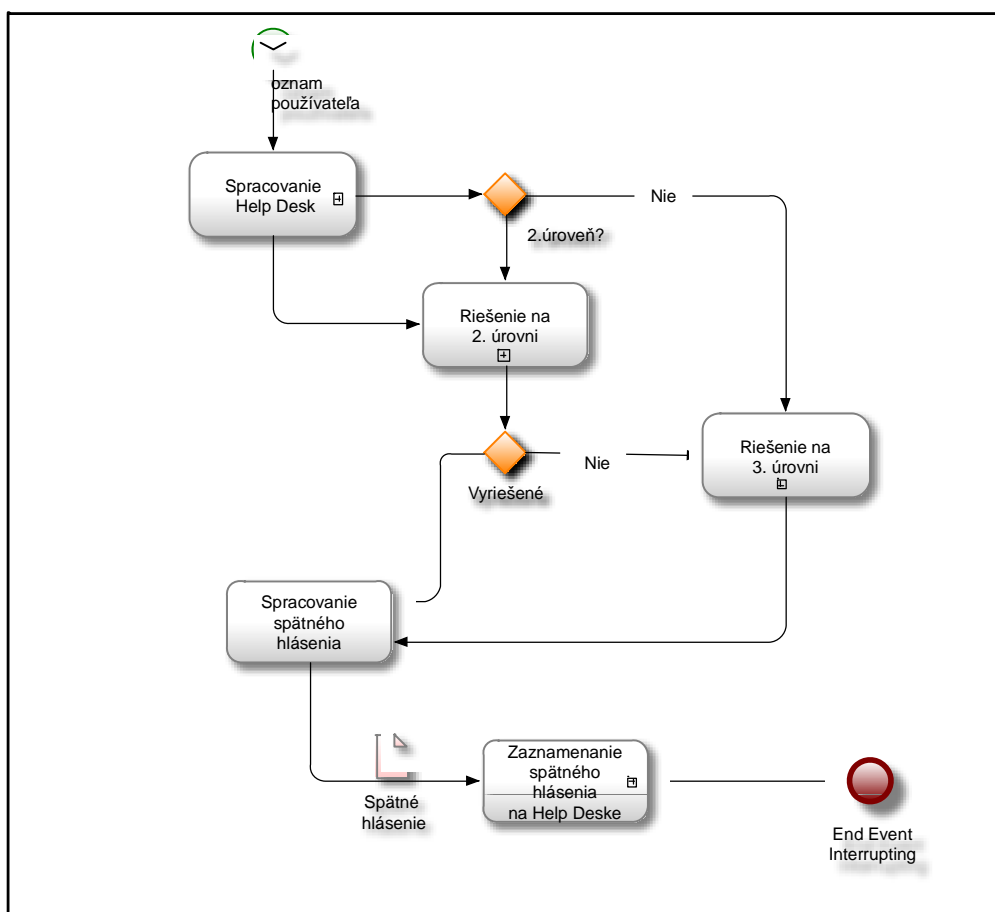 oznam
používateľa
Spracovanie
Help Desk
Nie
2.úroveň?
Riešenie na
2. úrovni
Riešenie na
3. úrovni
Nie
Vyriešené
Spracovanie
spätného
hlásenia
Zaznamenanie
spätného
hlásenia
na Help Deske
Spätné
hlásenie
End Event
Interrupting